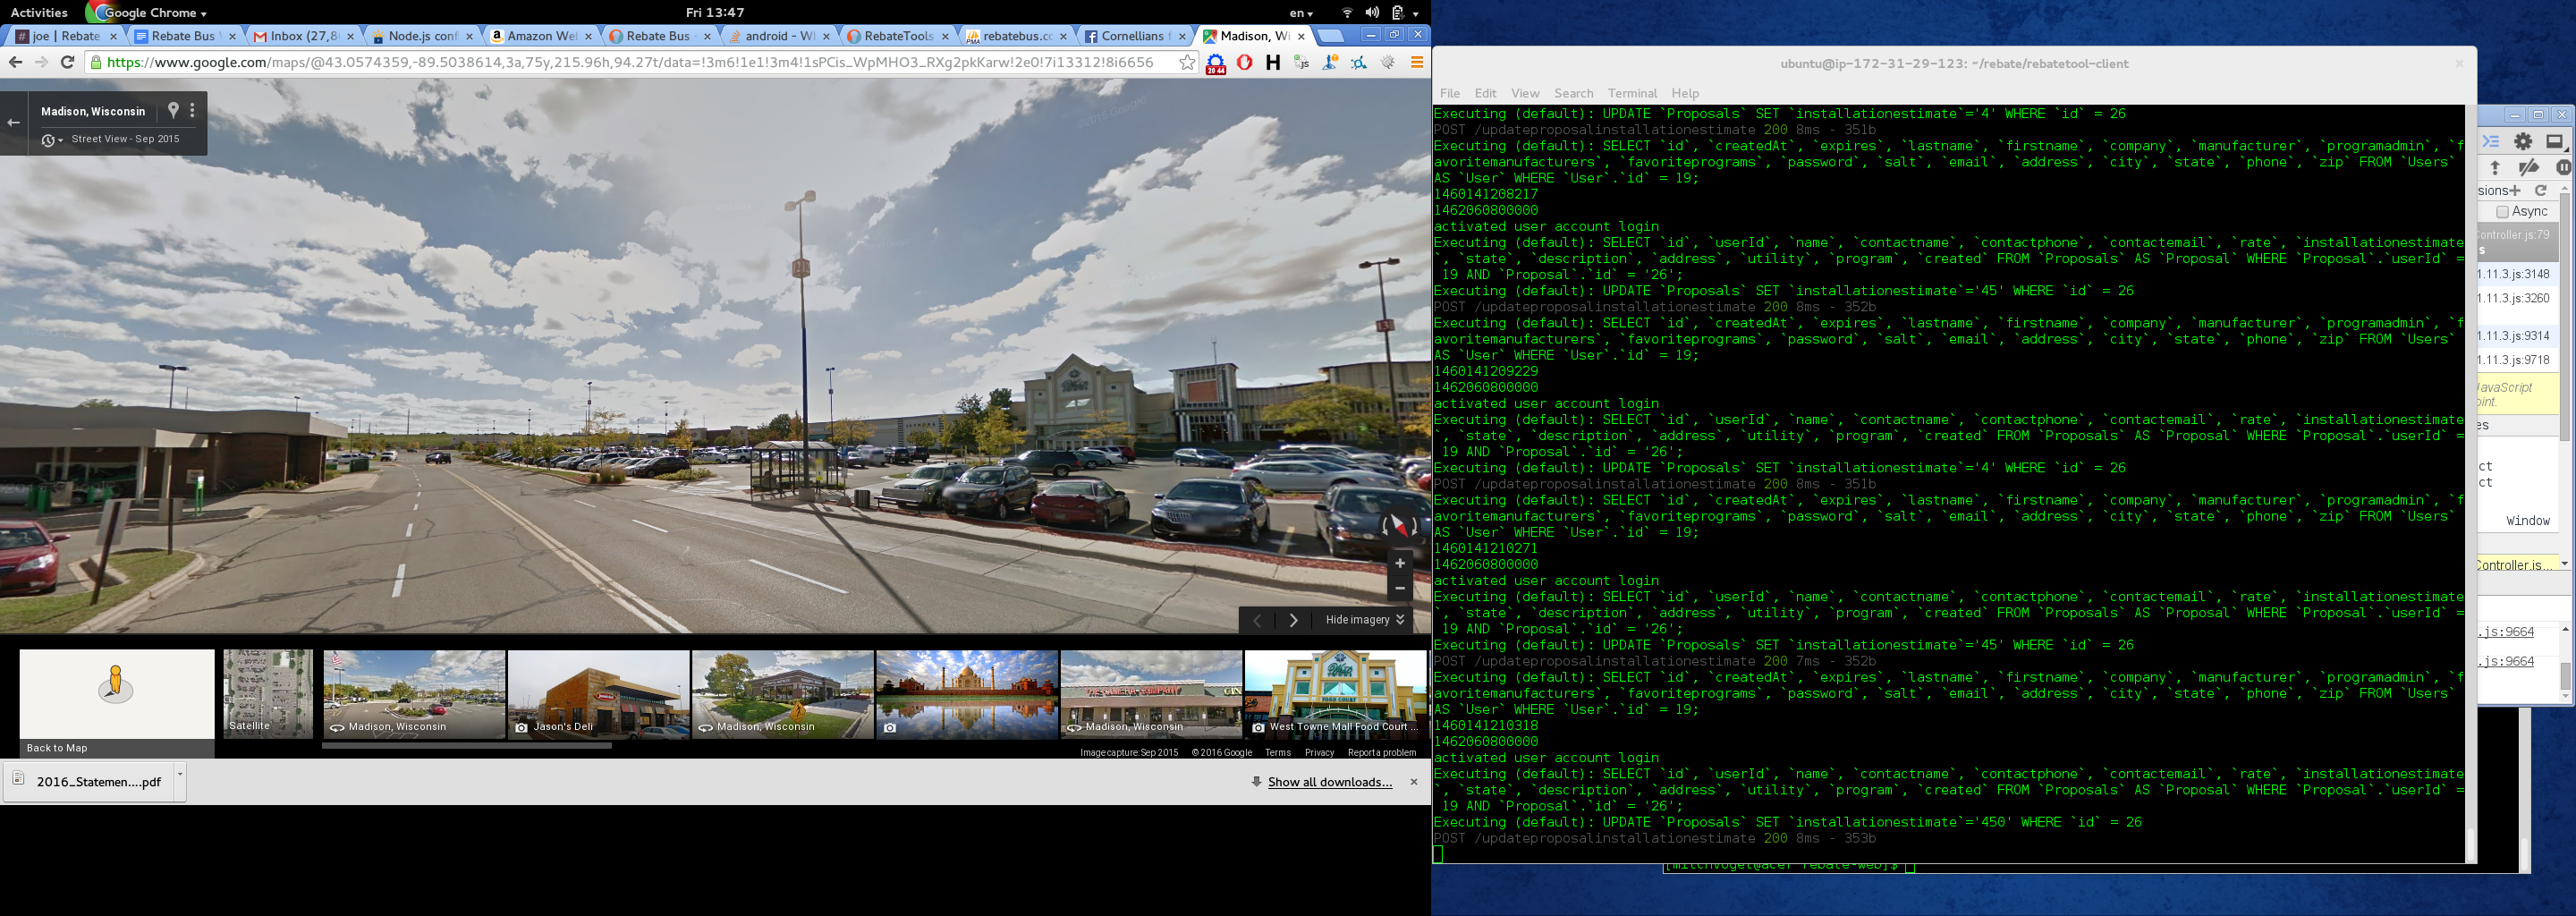 Activities
Google Chrome
Fri 13:47
en
joe | Rebate
Rebate Bus
Inbox (27,8
Node.js conf
Amazon We
Rebate Bus
android - W
RebateTools
rebatebus.co
Cornellians f
Madison, Wi
https://www.google.com/maps/@43.0574359,-89.5038614,3a,75y,215.96h,94.27t/data=!3m6!1e1!3m4!1sPCis_WpMHO3_RXg2pkKarw!2e0!7i13312!8i6656
20 44
Madison, Wisconsin
Street View - Sep 2015
Hide imagery
Back to Map
Satellite
Madison, Wisconsin
Jason's Deli
Madison, Wisconsin
Madison, Wisconsin
West Towne Mall Food Court ...
Image capture: Sep 2015 © 2016 Google Terms Privacy Report a problem
2016_Statemen....pdf
Show all downloads...
ubuntu@ip-172-31-29-123: ~/rebate/rebatetool-client
File Edit View Search Terminal Help
Executing (default): UPDATE `Proposals` SET `installationestimate`='4' WHERE `id` = 26
POST /updateproposalinstallationestimate 200 8ms - 351b
Executing (default): SELECT `id`, `createdAt`, `expires`, `lastname`, `firstname`, `company`, `manufacturer`, `programadmin`, `f
avoritemanufacturers`, `favoriteprograms`, `password`, `salt`, `email`, `address`, `city`, `state`, `phone`, `zip` FROM `Users`
AS `User` WHERE `User`.`id` = 19;
1460141208217
1462060800000
activated user account login
Executing (default): SELECT `id`, `userId`, `name`, `contactname`, `contactphone`, `contactemail`, `rate`, `installationestimate
`, `state`, `description`, `address`, `utility`, `program`, `created` FROM `Proposals` AS `Proposal` WHERE `Proposal`.`userId` =
19 AND `Proposal`.`id` = '26';
Executing (default): UPDATE `Proposals` SET `installationestimate`='45' WHERE `id` = 26
POST /updateproposalinstallationestimate 200 8ms - 352b
Executing (default): SELECT `id`, `createdAt`, `expires`, `lastname`, `firstname`, `company`, `manufacturer`, `programadmin`, `f
avoritemanufacturers`, `favoriteprograms`, `password`, `salt`, `email`, `address`, `city`, `state`, `phone`, `zip` FROM `Users`
AS `User` WHERE `User`.`id` = 19;
1460141209229
1462060800000
activated user account login
Executing (default): SELECT `id`, `userId`, `name`, `contactname`, `contactphone`, `contactemail`, `rate`, `installationestimate
`, `state`, `description`, `address`, `utility`, `program`, `created` FROM `Proposals` AS `Proposal` WHERE `Proposal`.`userId` =
19 AND `Proposal`.`id` = '26';
Executing (default): UPDATE `Proposals` SET `installationestimate`='4' WHERE `id` = 26
POST /updateproposalinstallationestimate 200 8ms - 351b
Executing (default): SELECT `id`, `createdAt`, `expires`, `lastname`, `firstname`, `company`, `manufacturer`, `programadmin`, `f
avoritemanufacturers`, `favoriteprograms`, `password`, `salt`, `email`, `address`, `city`, `state`, `phone`, `zip` FROM `Users`
AS `User` WHERE `User`.`id` = 19;
1460141210271
1462060800000
activated user account login
Executing (default): SELECT `id`, `userId`, `name`, `contactname`, `contactphone`, `contactemail`, `rate`, `installationestimate
`, `state`, `description`, `address`, `utility`, `program`, `created` FROM `Proposals` AS `Proposal` WHERE `Proposal`.`userId` =
19 AND `Proposal`.`id` = '26';
Executing (default): UPDATE `Proposals` SET `installationestimate`='45' WHERE `id` = 26
POST /updateproposalinstallationestimate 200 7ms - 352b
Executing (default): SELECT `id`, `createdAt`, `expires`, `lastname`, `firstname`, `company`, `manufacturer`, `programadmin`, `f
avoritemanufacturers`, `favoriteprograms`, `password`, `salt`, `email`, `address`, `city`, `state`, `phone`, `zip` FROM `Users`
AS `User` WHERE `User`.`id` = 19;
1460141210318
1462060800000
activated user account login
Executing (default): SELECT `id`, `userId`, `name`, `contactname`, `contactphone`, `contactemail`, `rate`, `installationestimate
`, `state`, `description`, `address`, `utility`, `program`, `created` FROM `Proposals` AS `Proposal` WHERE `Proposal`.`userId` =
19 AND `Proposal`.`id` = '26';
Executing (default): UPDATE `Proposals` SET `installationestimate`='450' WHERE `id` = 26
POST /updateproposalinstallationestimate 200 8ms - 353b
[mitchvogel@acer rebate-web]$
sions
Async
Controller.js:79
s
1.11.3.js:3148
1.11.3.js:3260
1.11.3.js:9314
1.11.3.js:9718
JavaScript
oint.
es
ct
ct
Window
Controller.js...
.js:9664
.js:9664